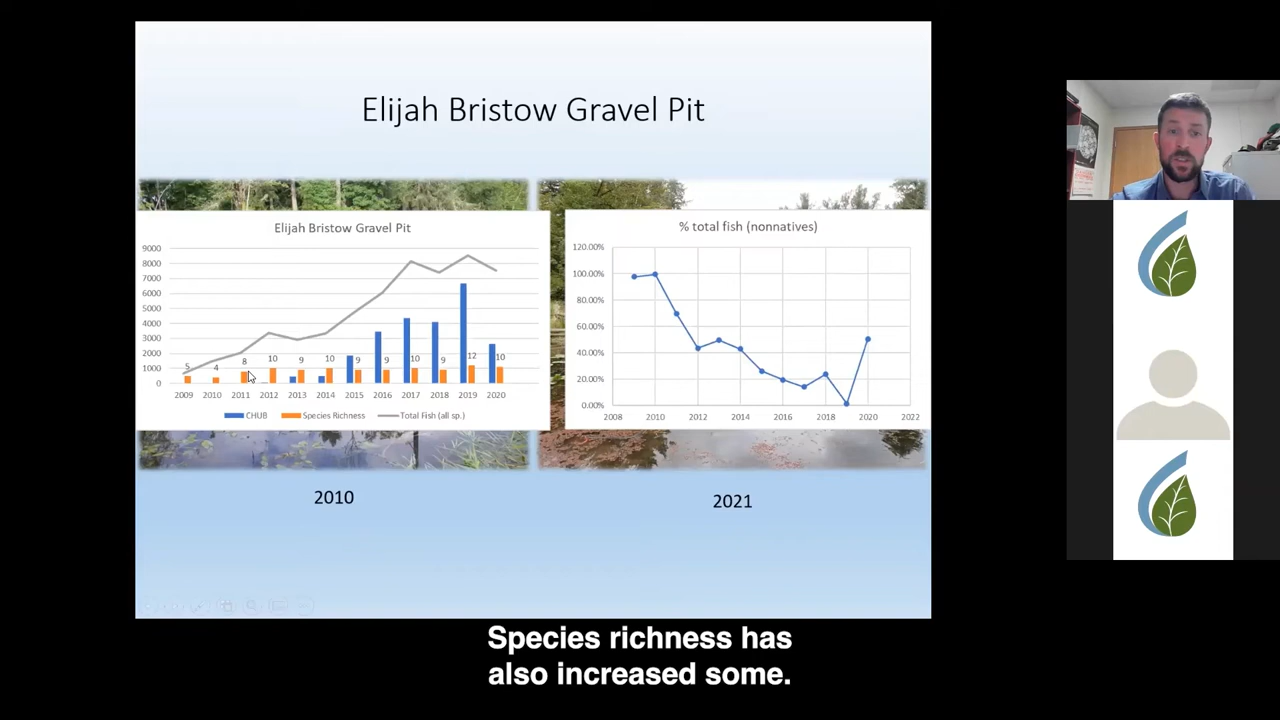 Elijah Bristow Gravel Pit
Elijah Bristow Gravel Pit
9000
8000
7000
6000
5000
4000
3000
2000
1000
0
5 4 8 10 9 10 9 9 10 9 12 10
2009 2010 2011 2012 2013 2014 2015 2016 2017 2018 2019 2020
CHUB Species Richness Total Fish (all sp.)
% total fish (nonnatives)
120.00%
100.00%
80.00%
60.00%
40.00%
20.00%
0.00%
2008 2010 2012 2014 2016 2018 2020 2022
2010
2021
Species richness has
also increased some.